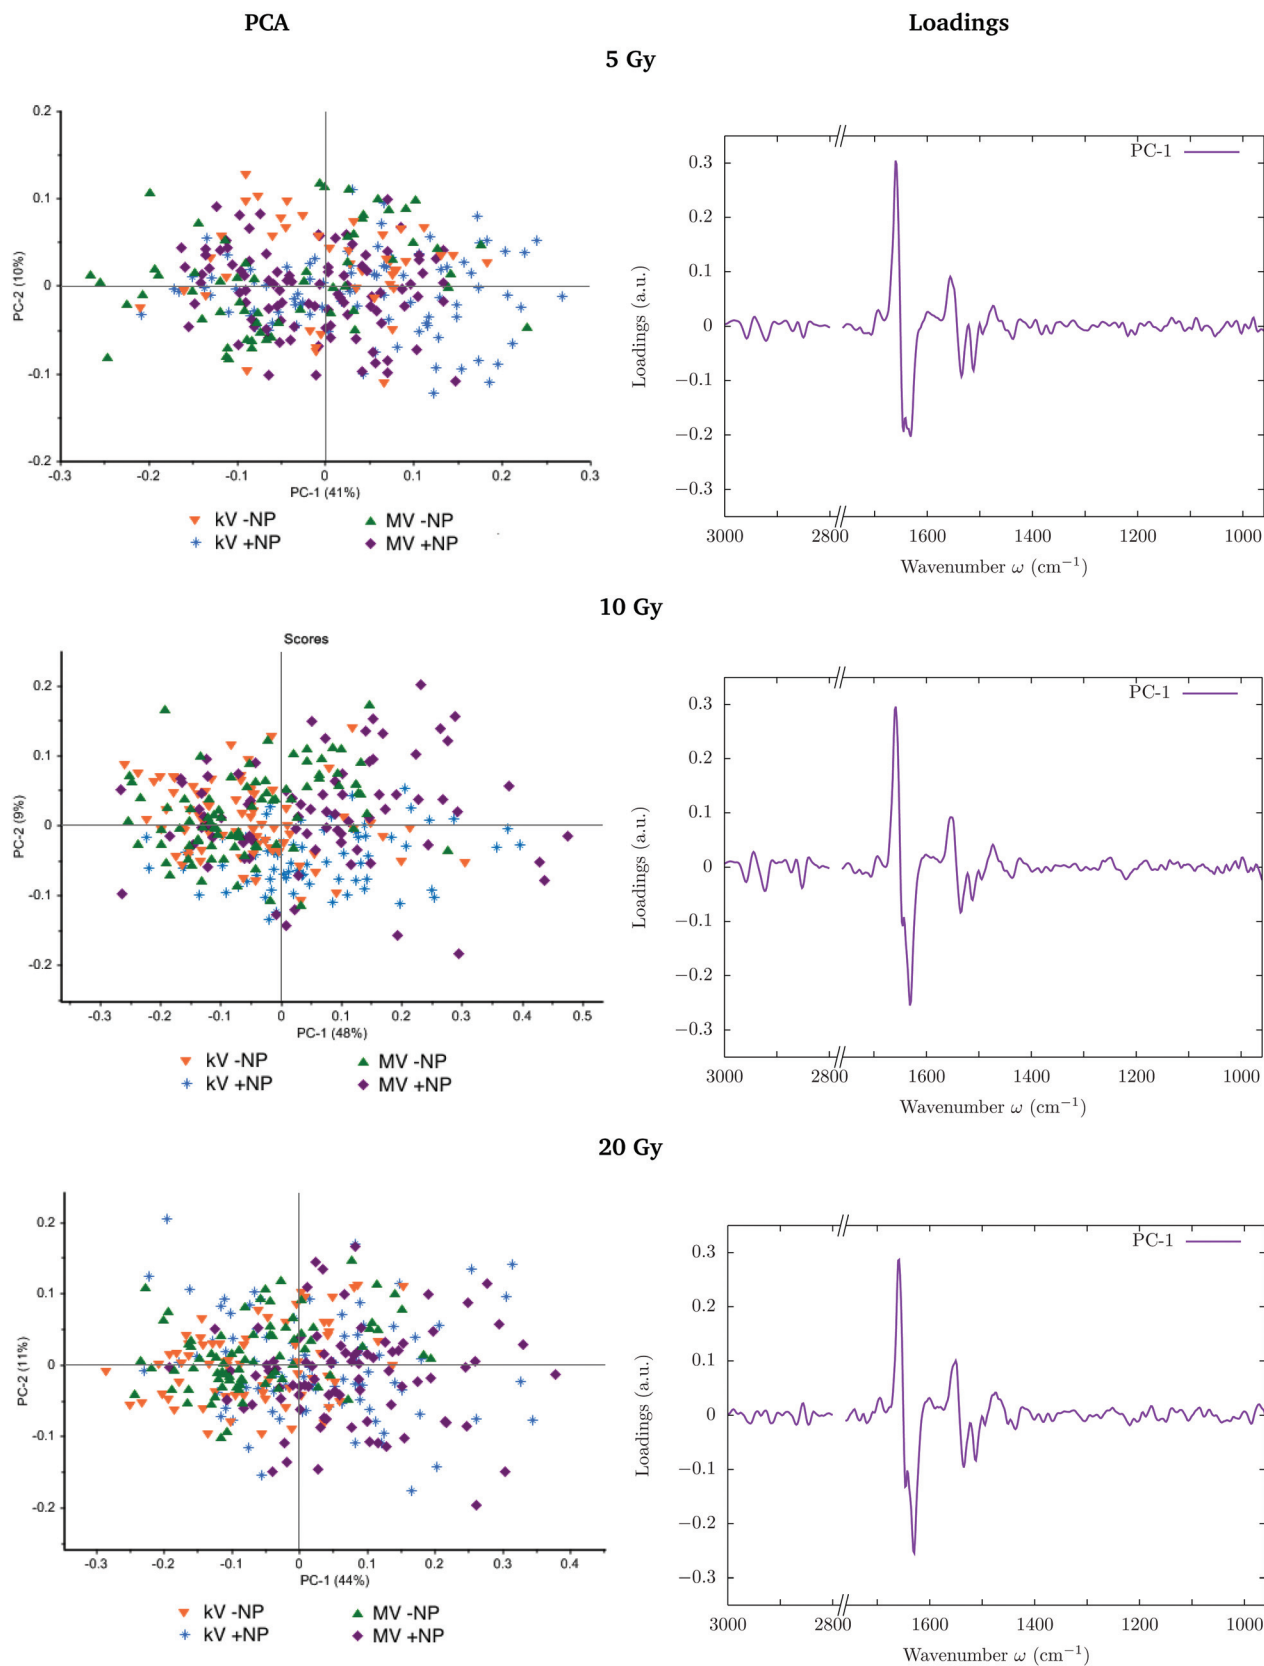 PCA Loadings
5 Gy
0.2
0.1
0
-0.1
-0.2
PC-2 (10%)
-0.3 -0.2 -0.1 0 0.1 0.2 0.3
PC-1 (41%)
kV -NP MV -NP
kV +NP MV +NP
PC-1
0.3
0.2
0.1
0
−0.1
−0.2
−0.3
Loadings (a.u.)
3000 2800 1600 1400 1200 1000
Wavenumber ω (cm⁻¹)
10 Gy
Scores
0.2
0.1
0
-0.1
-0.2
PC-2 (9%)
-0.3 -0.2 -0.1 0 0.1 0.2 0.3 0.4 0.5
PC-1 (48%)
kV -NP MV -NP
kV +NP MV +NP
PC-1
0.3
0.2
0.1
0
−0.1
−0.2
−0.3
Loadings (a.u.)
3000 2800 1600 1400 1200 1000
Wavenumber ω (cm⁻¹)
20 Gy
0.2
0.1
0
-0.1
-0.2
PC-2 (11%)
-0.3 -0.2 -0.1 0 0.1 0.2 0.3 0.4
PC-1 (44%)
kV -NP MV -NP
kV +NP MV +NP
PC-1
0.3
0.2
0.1
0
−0.1
−0.2
−0.3
Loadings (a.u.)
3000 2800 1600 1400 1200 1000
Wavenumber ω (cm⁻¹)